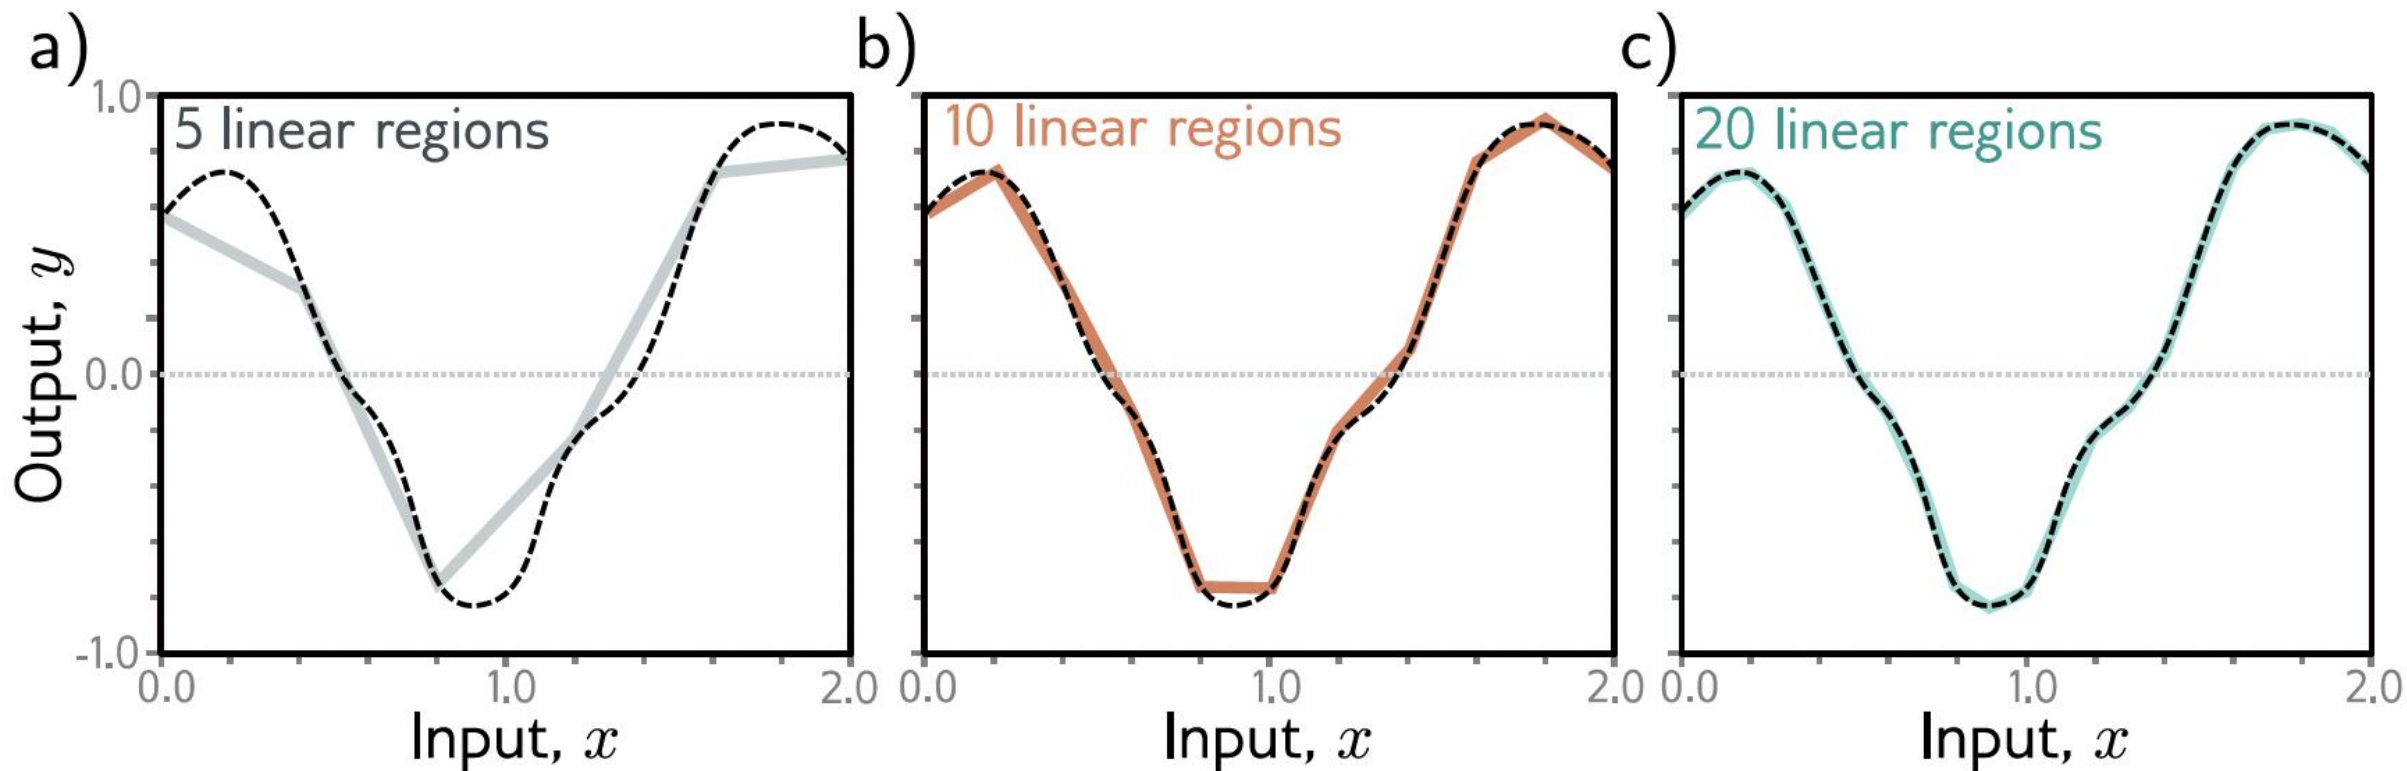 a)
5 linear regions
1.0
0.0
-1.0
Output, y
0.0 1.0 2.0
Input, x
b)
10 linear regions
0.0 1.0 2.0
Input, x
c)
20 linear regions
0.0 1.0 2.0
Input, x